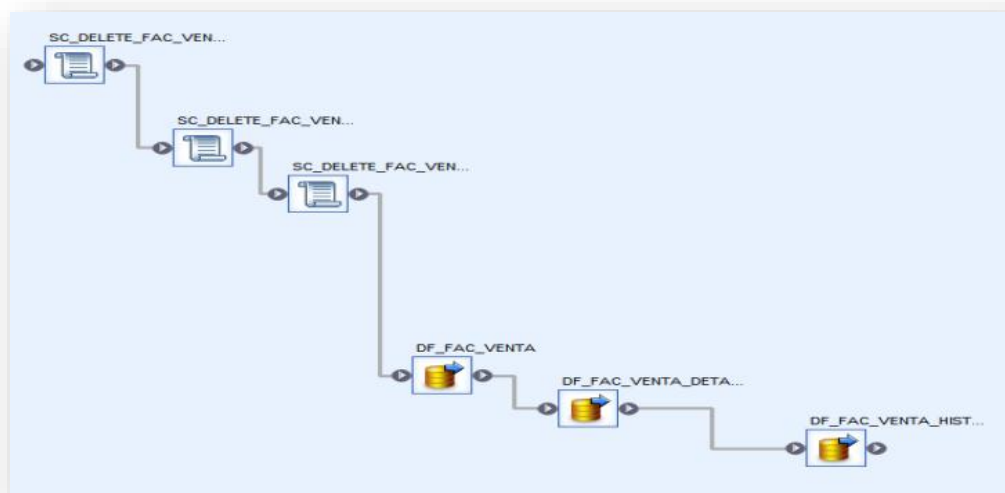 SC_DELETE_FAC_VEN...
SC_DELETE_FAC_VEN...
SC_DELETE_FAC_VEN...
DF_FAC_VENTA
DF_FAC_VENTA_DETA...
DF_FAC_VENTA_HIST...